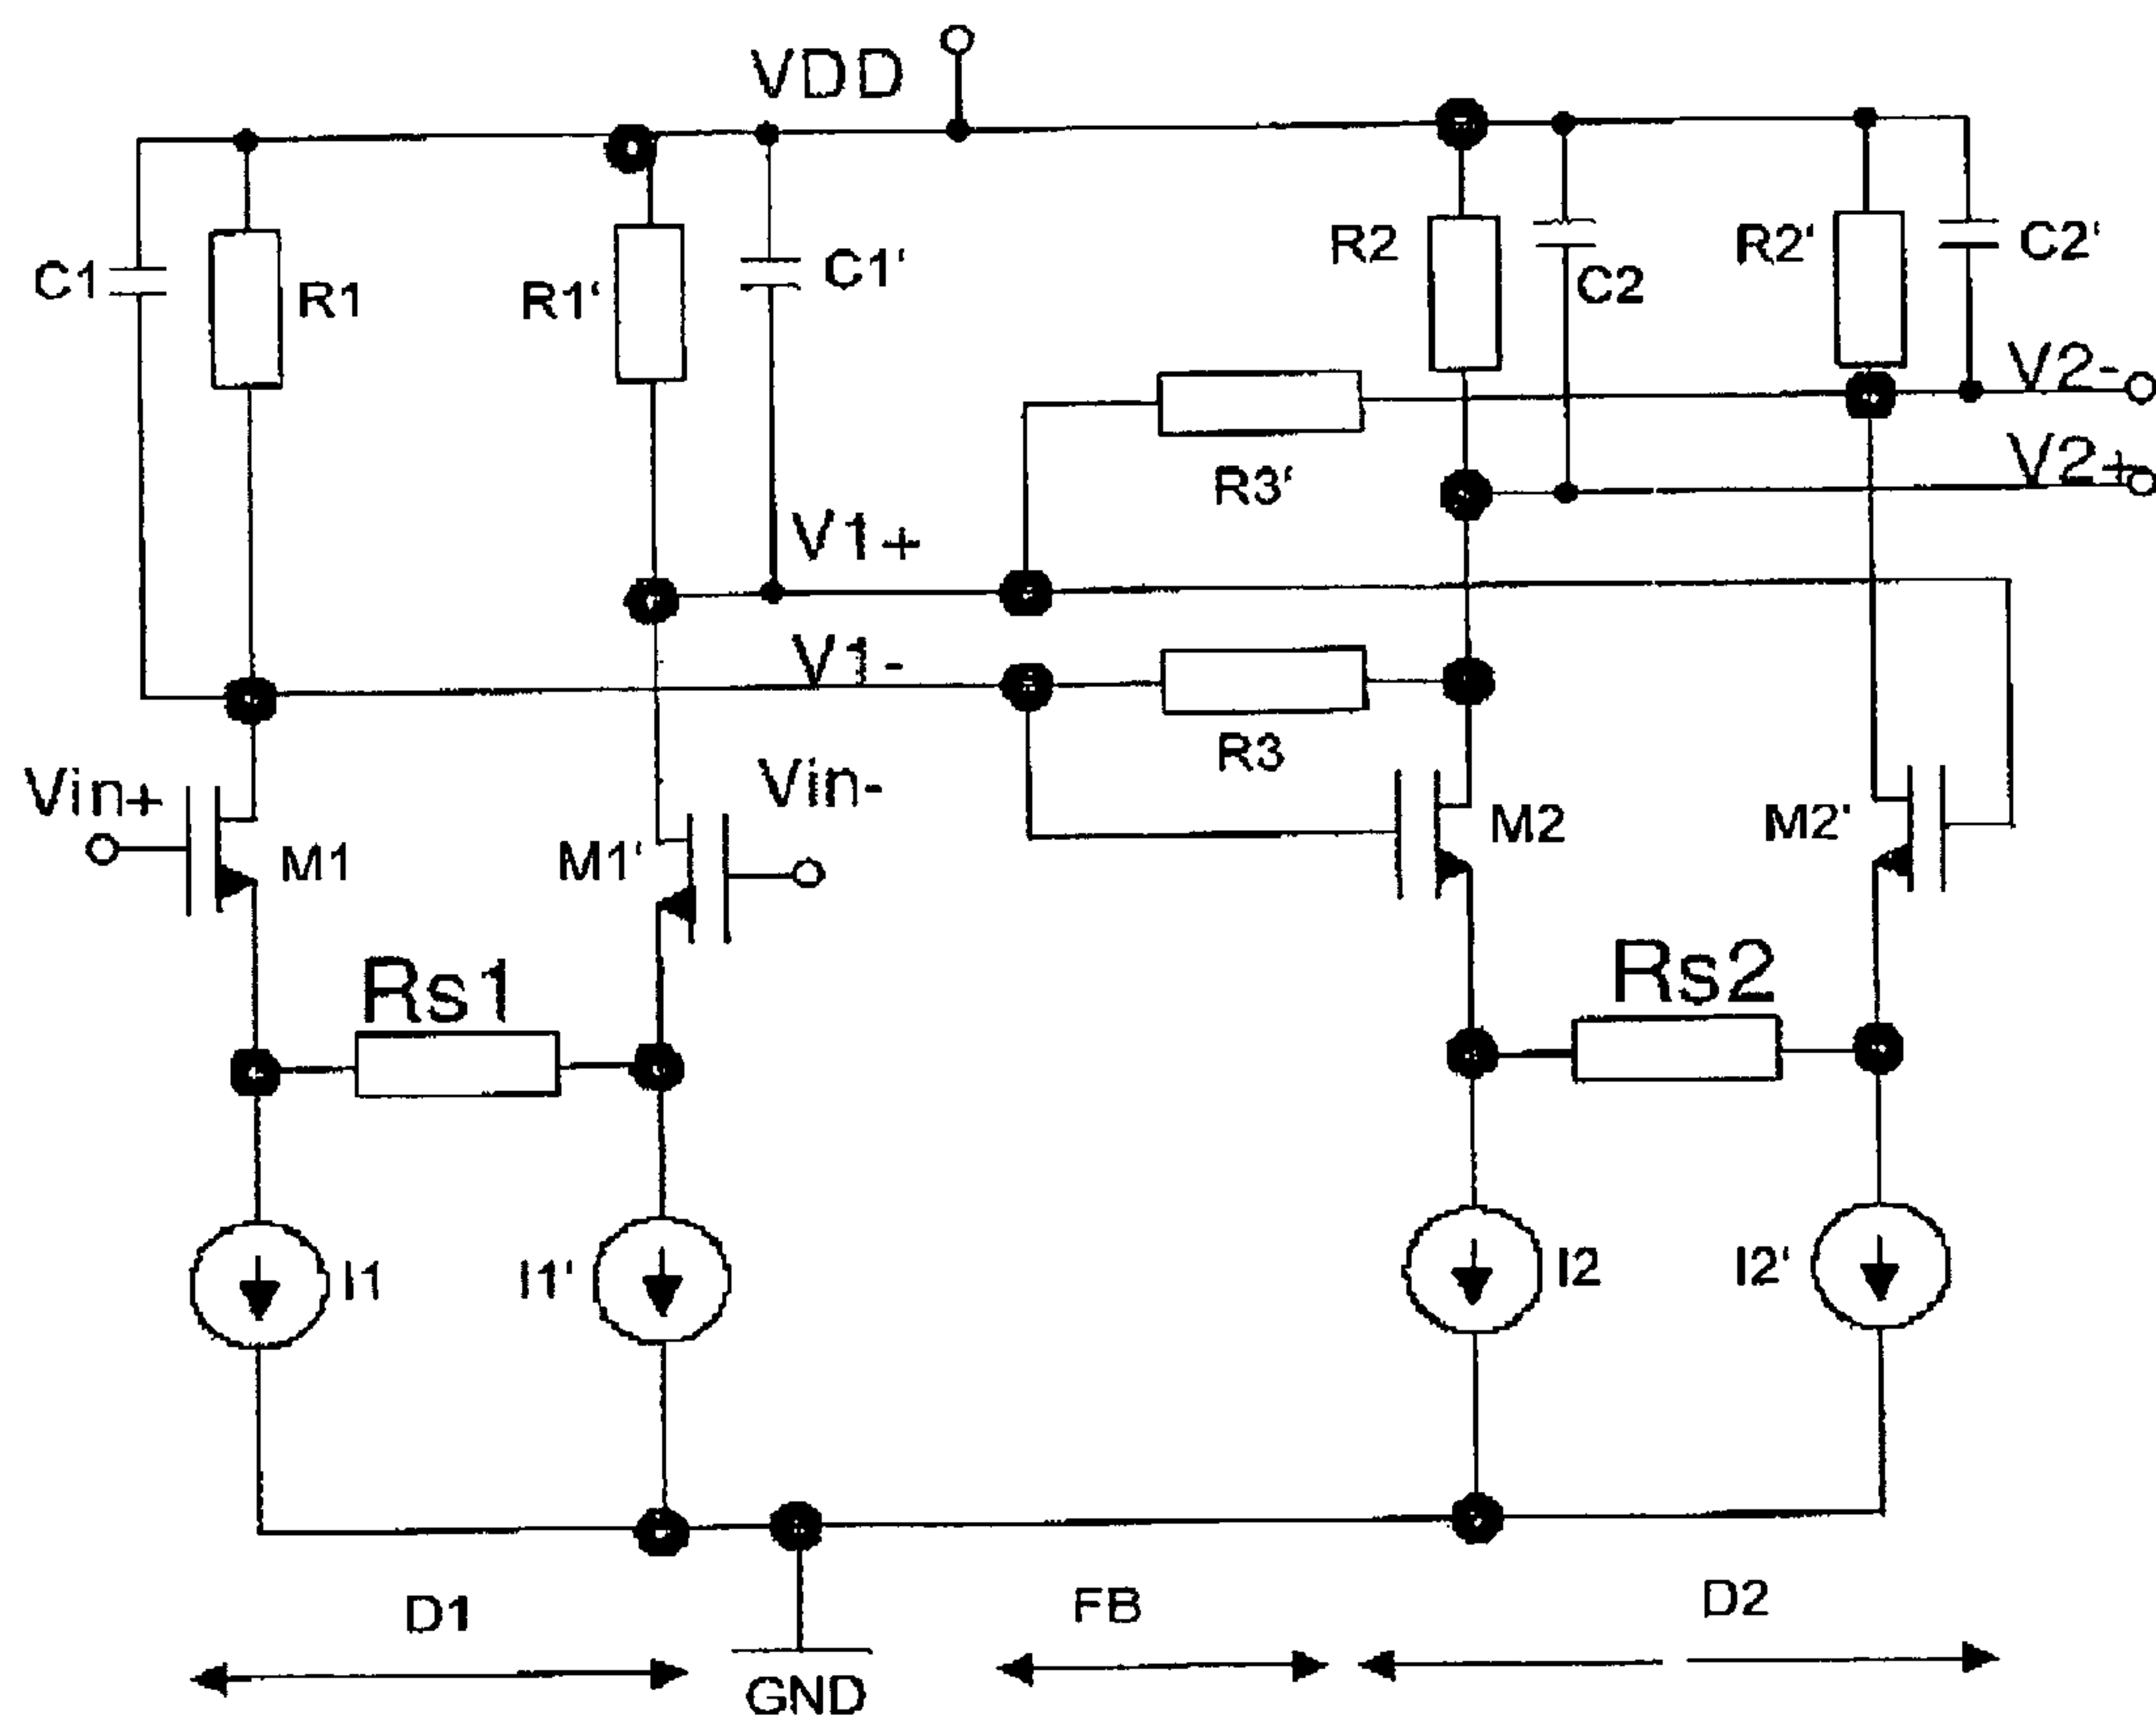 VDD
C1
R1
R1'
C1'
R2
C2
R2'
C2'
V2-
R3'
V2+
V1+
V1-
R3
Vin+
M1
M1'
Vin-
M2
M2'
Rs1
Rs2
I1
I1'
I2
I2'
D1
FB
D2
GND